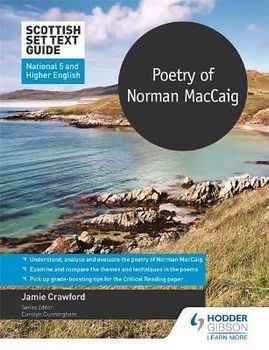 SCOTTISH
SET TEXT
GUIDE
National 5 and
Higher English
Poetry of
Norman MacCaig
Understand, analyse and evaluate the poetry of Norman MacCaig
Examine and compare the themes and techniques in the poems
Pick up grade-boosting tips for the Critical Reading paper
Jamie Crawford
Series Editor:
Carolyn Cunningham
HODDER
GIBSON
LEARN MORE